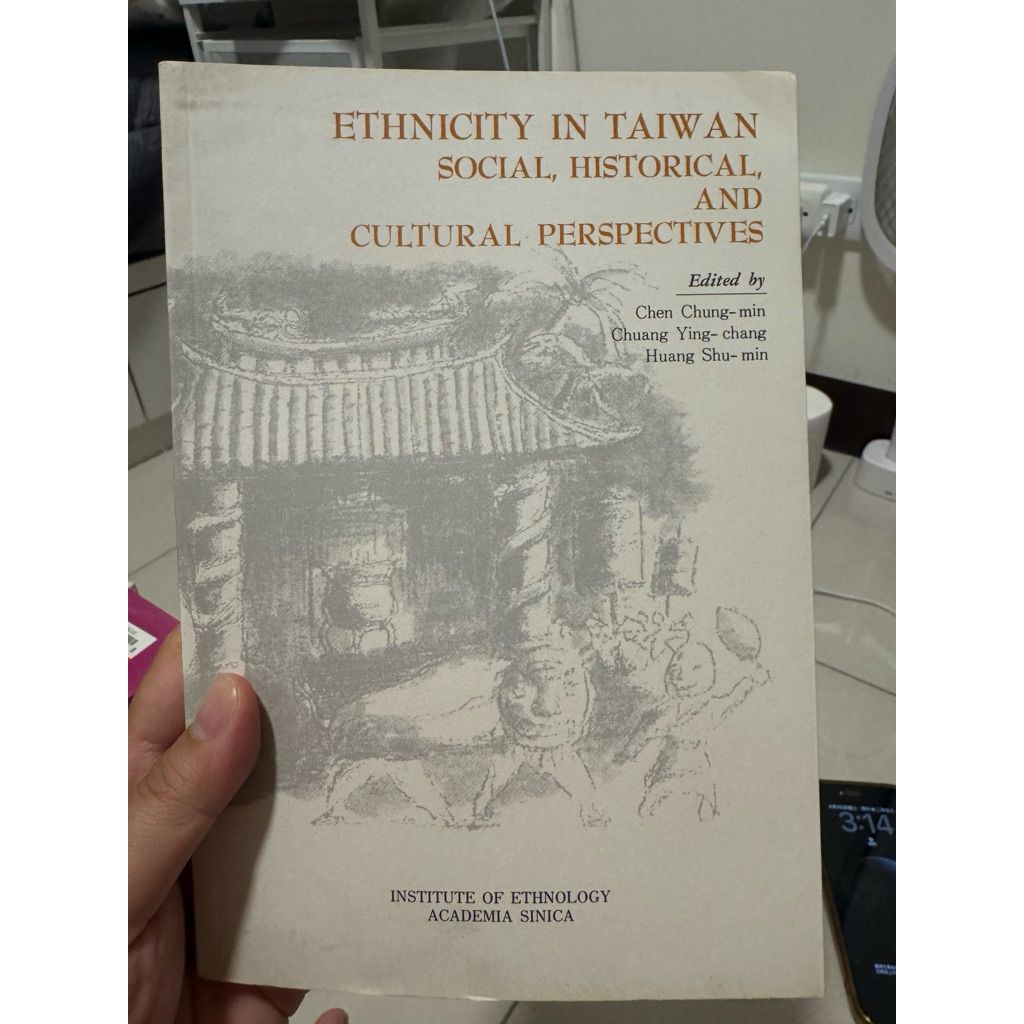 ETHNICITY IN TAIWAN
SOCIAL, HISTORICAL,
AND
CULTURAL PERSPECTIVES
Edited by
Chen Chung-min
Chuang Ying-chang
Huang Shu-min
INSTITUTE OF ETHNOLOGY
ACADEMIA SINICA
3:14